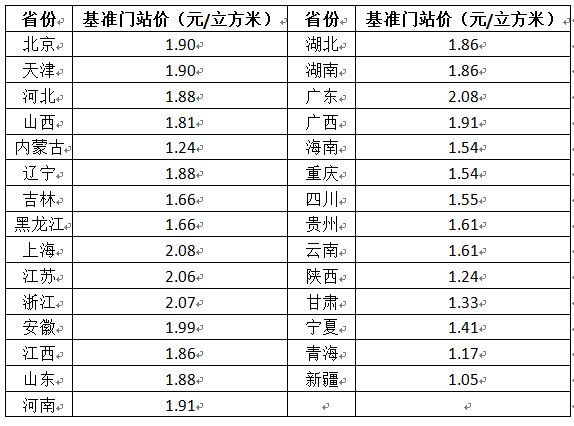 省份 基准门站价（元/立方米） 省份 基准门站价（元/立方米）
北京 1.90 湖北 1.86
天津 1.90 湖南 1.86
河北 1.88 广东 2.08
山西 1.81 广西 1.91
内蒙古 1.24 海南 1.54
辽宁 1.88 重庆 1.54
吉林 1.66 四川 1.55
黑龙江 1.66 贵州 1.61
上海 2.08 云南 1.61
江苏 2.06 陕西 1.24
浙江 2.07 甘肃 1.33
安徽 1.99 宁夏 1.41
江西 1.86 青海 1.17
山东 1.88 新疆 1.05
河南 1.91